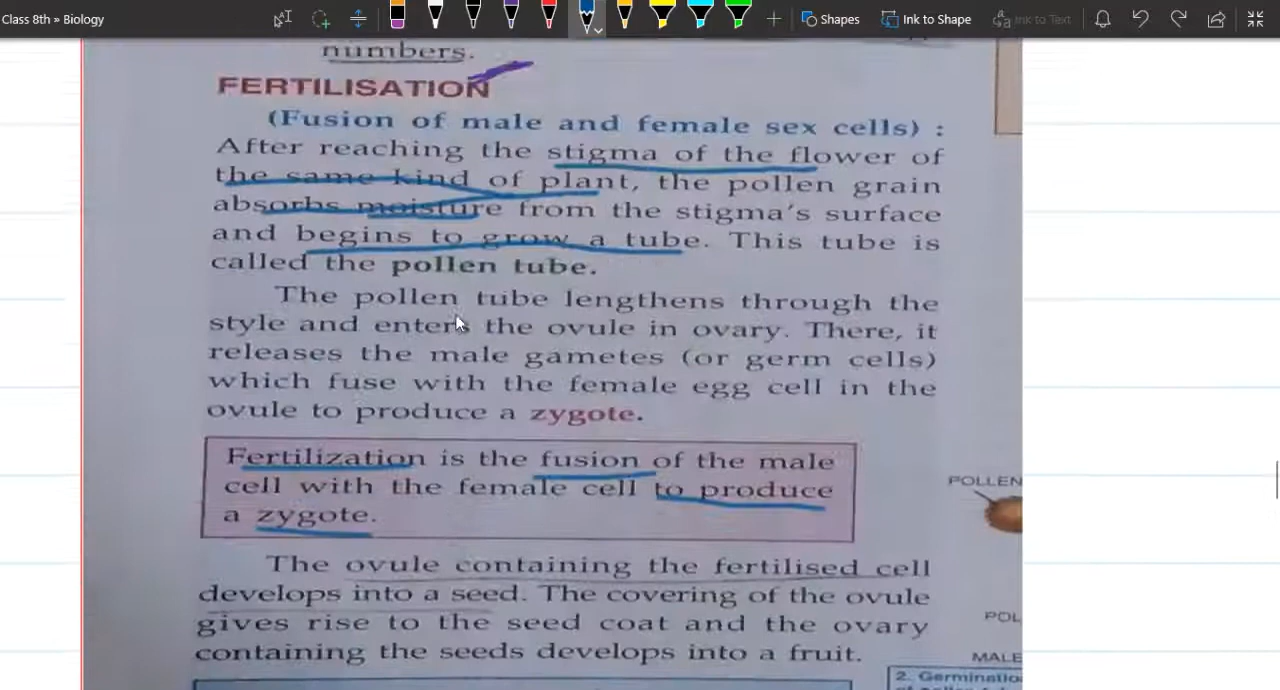 Class 8th » Biology
Shapes
Ink to Shape
Ink to Text
numbers.
FERTILISATION
(Fusion of male and female sex cells) :
After reaching the stigma of the flower of
the same kind of plant, the pollen grain
absorbs moisture from the stigma's surface
and begins to grow a tube. This tube is
called the pollen tube.
The pollen tube lengthens through the
style and enters the ovule in ovary. There, it
releases the male gametes (or germ cells)
which fuse with the female egg cell in the
ovule to produce a zygote.
Fertilization is the fusion of the male
cell with the female cell to produce
a zygote.
The ovule containing the fertilised cell
develops into a seed. The covering of the ovule
gives rise to the seed coat and the ovary
containing the seeds develops into a fruit.
POLLEN
POL
MALE
2. Germinatio